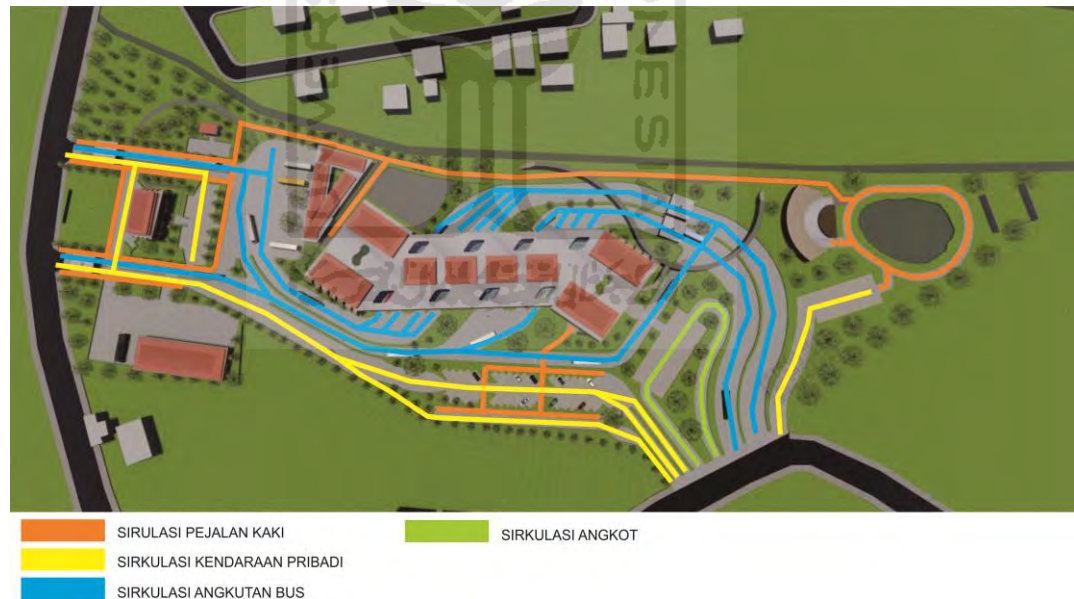 SIRULASI PEJALAN KAKI
SIRKULASI KENDARAAN PRIBADI
SIRKULASI ANGKUTAN BUS
SIRKULASI ANGKOT